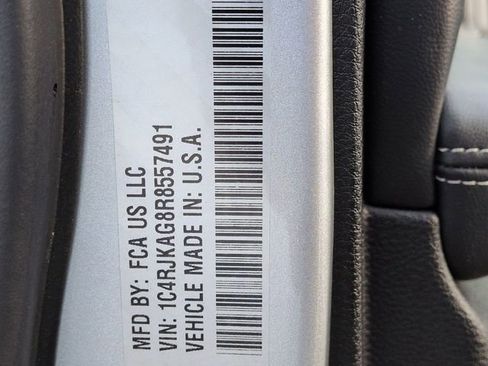 MFD BY: FCA US LLC
VIN: 1C4RJKAG8R8557491
VEHICLE MADE IN: U.S.A.